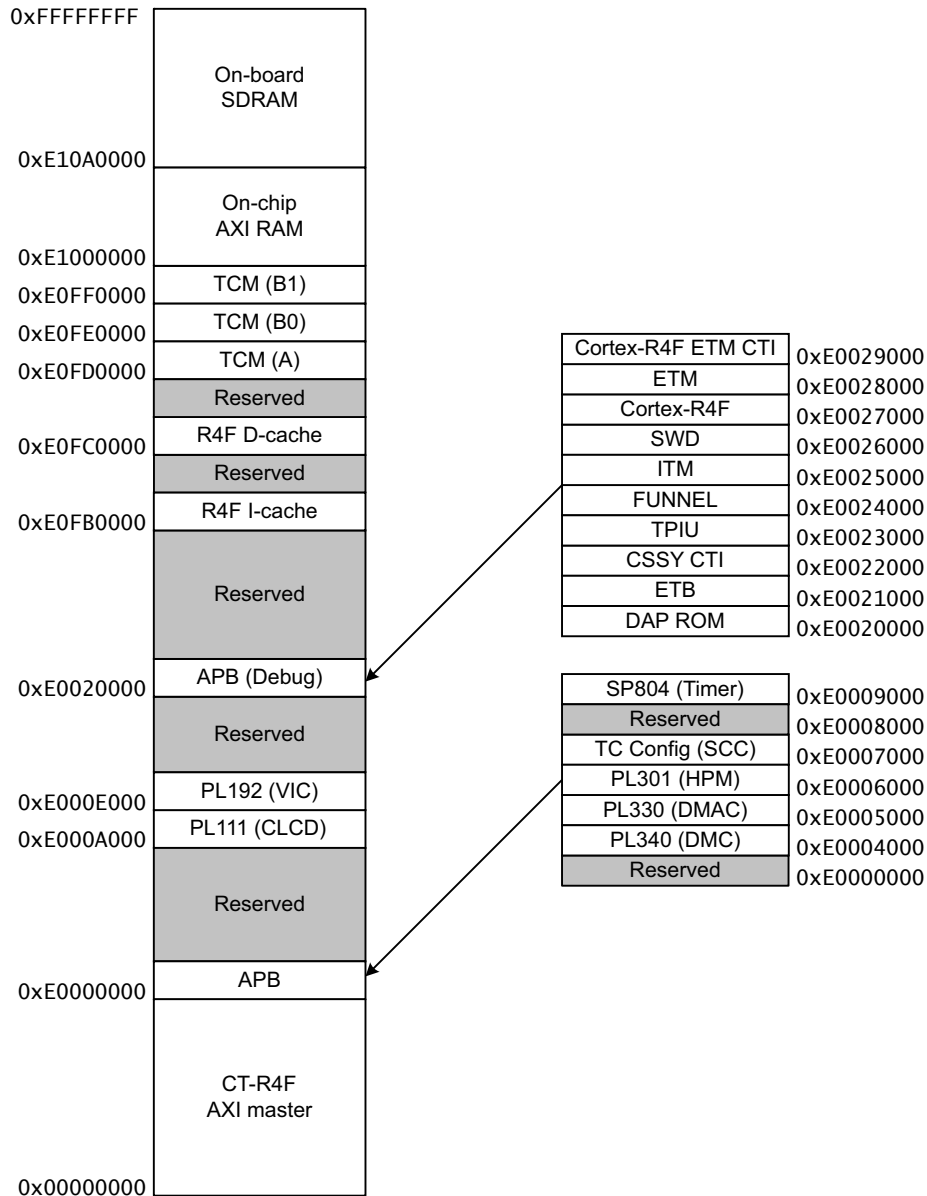 0xFFFFFFFF
On-board
SDRAM
0xE10A0000
On-chip
AXI RAM
0xE1000000
TCM (B1)
0xE0FF0000
TCM (B0)
0xE0FE0000
TCM (A)
0xE0FD0000
Reserved
R4F D-cache
0xE0FC0000
Reserved
R4F I-cache
0xE0FB0000
Reserved
APB (Debug)
0xE0020000
Reserved
PL192 (VIC)
0xE000E000
PL111 (CLCD)
0xE000A000
Reserved
APB
0xE0000000
CT-R4F
AXI master
0x00000000
Cortex-R4F ETM CTI
0xE0029000
ETM
0xE0028000
Cortex-R4F
0xE0027000
SWD
0xE0026000
ITM
0xE0025000
FUNNEL
0xE0024000
TPIU
0xE0023000
CSSY CTI
0xE0022000
ETB
0xE0021000
DAP ROM
0xE0020000
SP804 (Timer)
0xE0009000
Reserved
0xE0008000
TC Config (SCC)
0xE0007000
PL301 (HPM)
0xE0006000
PL330 (DMAC)
0xE0005000
PL340 (DMC)
0xE0004000
Reserved
0xE0000000